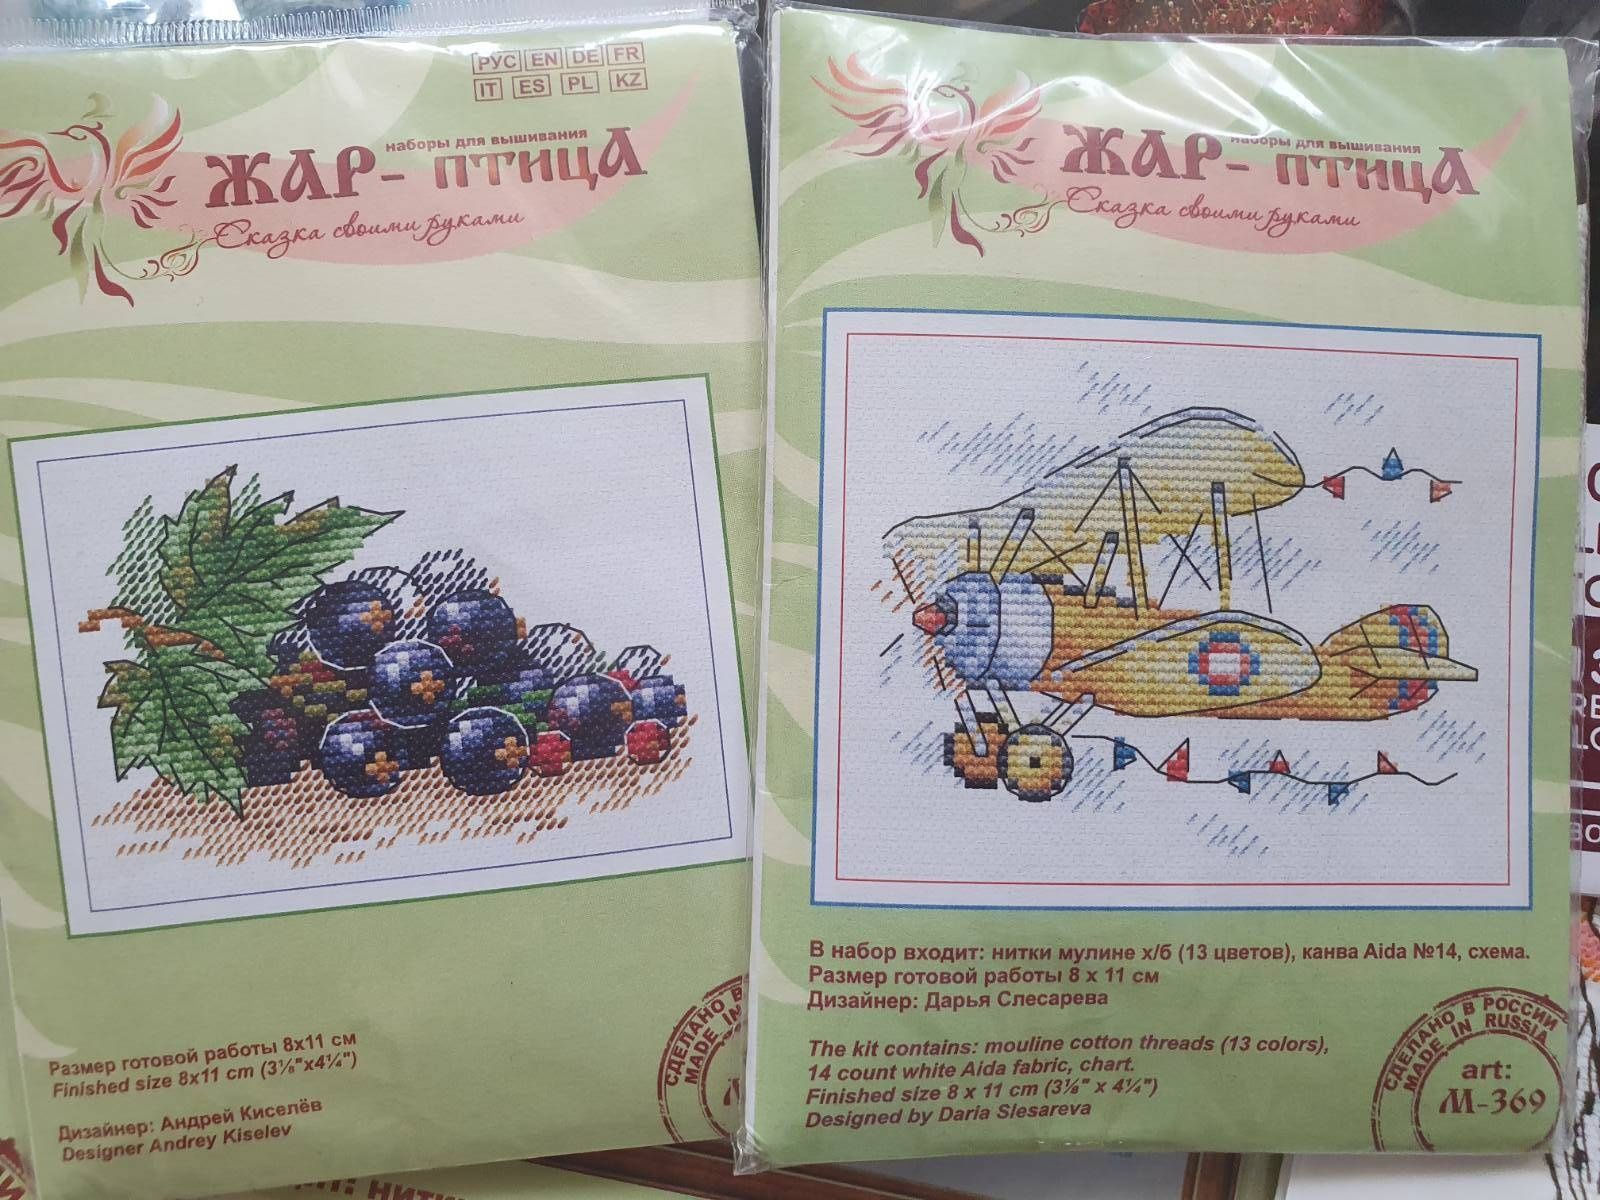 РУС EN DE FR
IT ES PL KZ
наборы для вышивания
ЖАР-ПТИЦА
Сказка своими руками
Размер готовой работы 8х11 см
Finished size 8x11 cm (3⅛"x4¼")
Дизайнер: Андрей Киселёв
Designer Andrey Kiselev
СДЕЛАНО В
MADE IN
наборы для вышивания
ЖАР-ПТИЦА
Сказка своими руками
В набор входит: нитки мулине х/б (13 цветов), канва Aida №14, схема.
Размер готовой работы 8 х 11 см
Дизайнер: Дарья Слесарева
The kit contains: mouline cotton threads (13 colors),
14 count white Aida fabric, chart.
Finished size 8 x 11 cm (3⅛" x 4¼")
Designed by Daria Slesareva
СДЕЛАНО В РОССИИ
MADE IN RUSSIA
art:
М-369